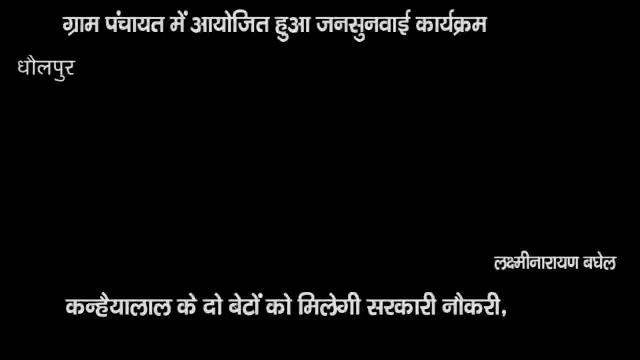 ग्राम पंचायत में आयोजित हुआ जनसुनवाई कार्यक्रम
धौलपुर
लक्ष्मीनारायण बघेल
कन्हैयालाल के दो बेटों को मिलेगी सरकारी नौकरी,